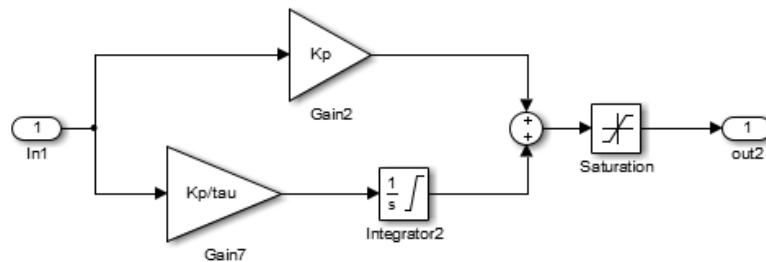 Kp
Gain2
1
In1
+
+
Saturation
1
out2
Kp/tau
Gain7
1
s
Integrator2